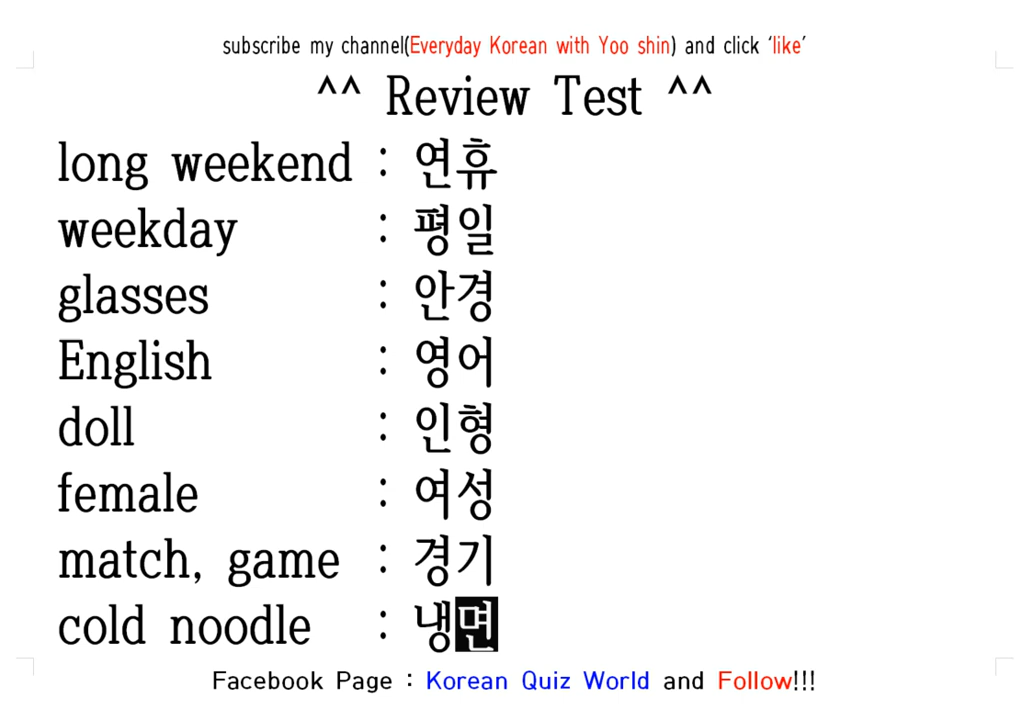 subscribe my channel(Everyday Korean with Yoo shin) and click ‘like’
^^ Review Test ^^
long weekend : 연휴
weekday : 평일
glasses : 안경
English : 영어
doll : 인형
female : 여성
match, game : 경기
cold noodle : 냉면
Facebook Page : Korean Quiz World and Follow!!!